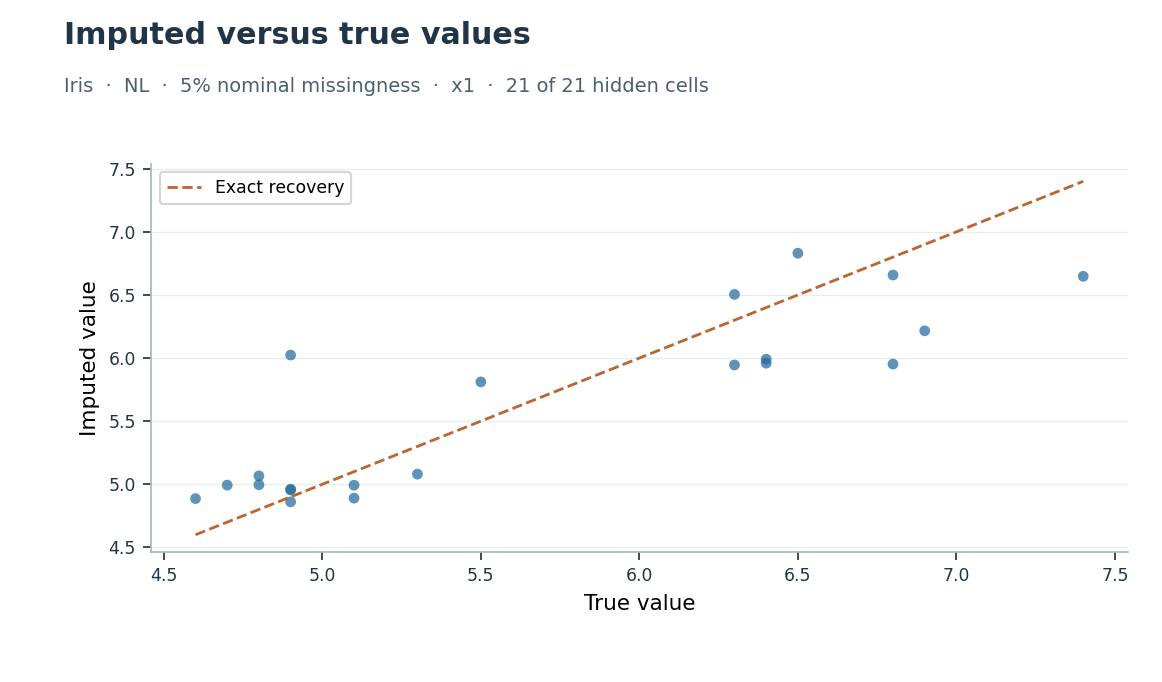 Imputed versus true values
Iris · NL · 5% nominal missingness · x1 · 21 of 21 hidden cells
7.5
Exact recovery
7.0
6.5
6.0
5.5
5.0
4.5
Imputed value
4.5 5.0 5.5 6.0 6.5 7.0 7.5
True value